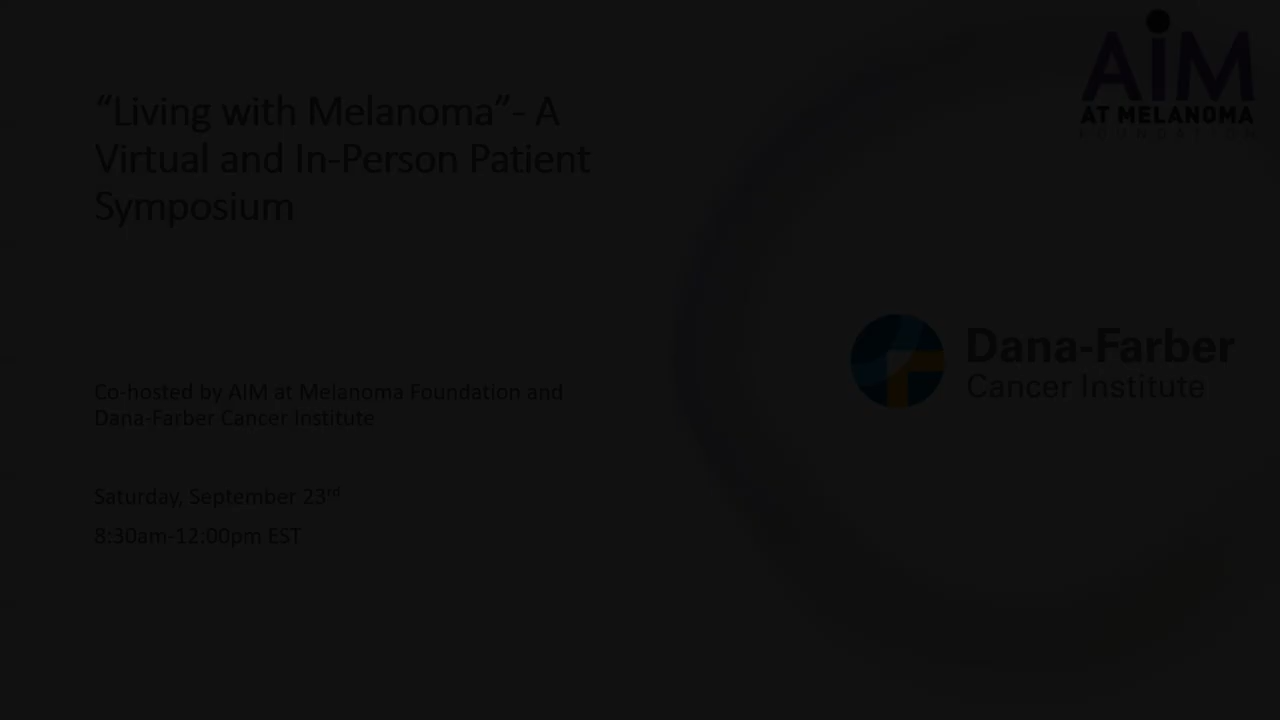 AiM
AT MELANOMA
FOUNDATION
“Living with Melanoma”- A
Virtual and In-Person Patient
Symposium
Dana-Farber
Cancer Institute
Co-hosted by AIM at Melanoma Foundation and
Dana-Farber Cancer Institute
Saturday, September 23rd
8:30am-12:00pm EST